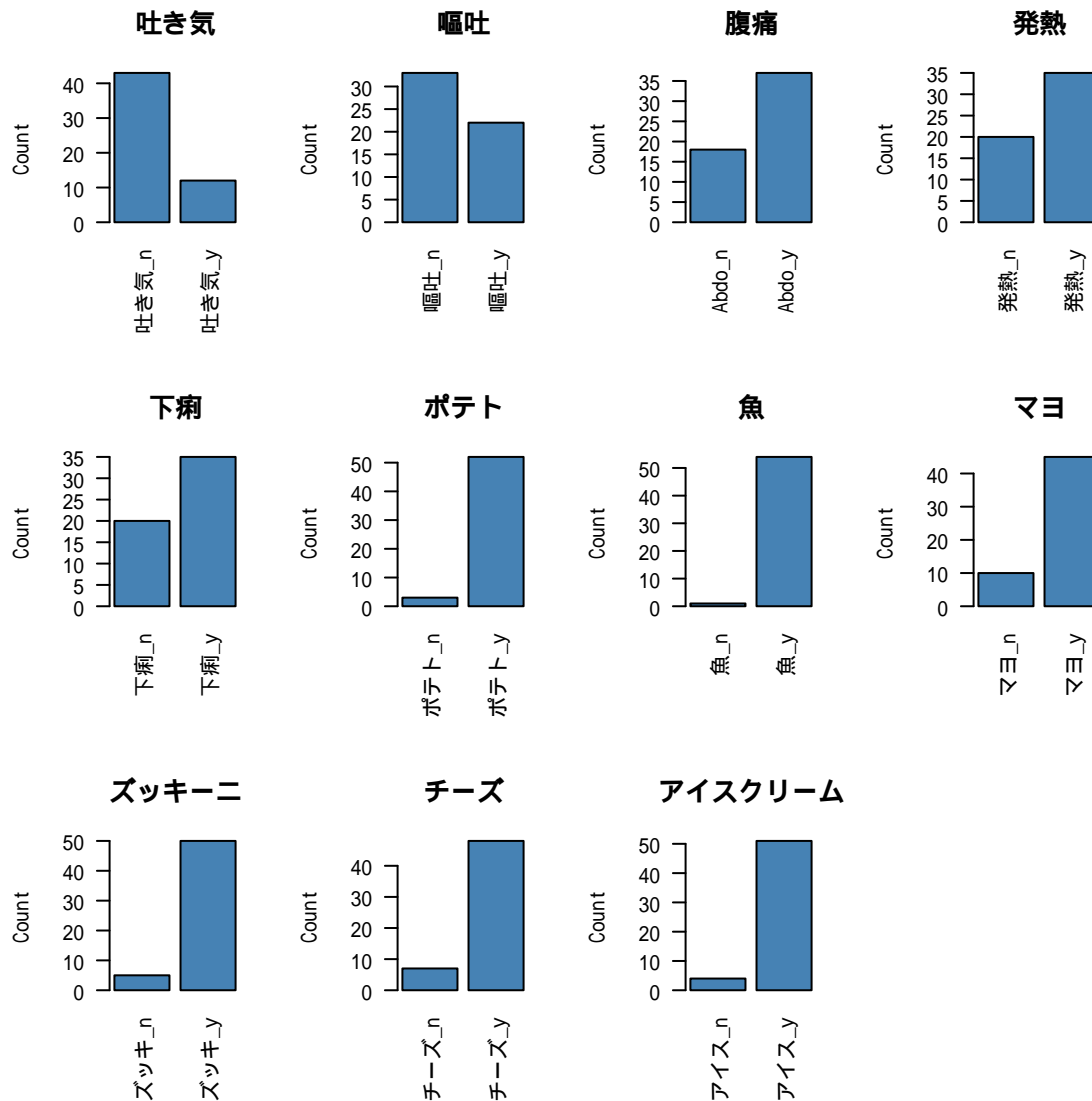 吐き気
嘔吐
腹痛
発熱
Count
40
30
20
10
0
吐き気_n
吐き気_y
Count
30
25
20
15
10
5
0
嘔吐_n
嘔吐_y
Count
35
30
25
20
15
10
5
0
Abdo_n
Abdo_y
Count
35
30
25
20
15
10
5
0
発熱_n
発熱_y
下痢
ポテト
魚
マヨ
Count
35
30
25
20
15
10
5
0
下痢_n
下痢_y
Count
50
40
30
20
10
0
ポテト_n
ポテト_y
Count
50
40
30
20
10
0
魚_n
魚_y
Count
40
30
20
10
0
マヨ_n
マヨ_y
ズッキーニ
チーズ
アイスクリーム
Count
50
40
30
20
10
0
ズッキ_n
ズッキ_y
Count
40
30
20
10
0
チーズ_n
チーズ_y
Count
50
40
30
20
10
0
アイス_n
アイス_y